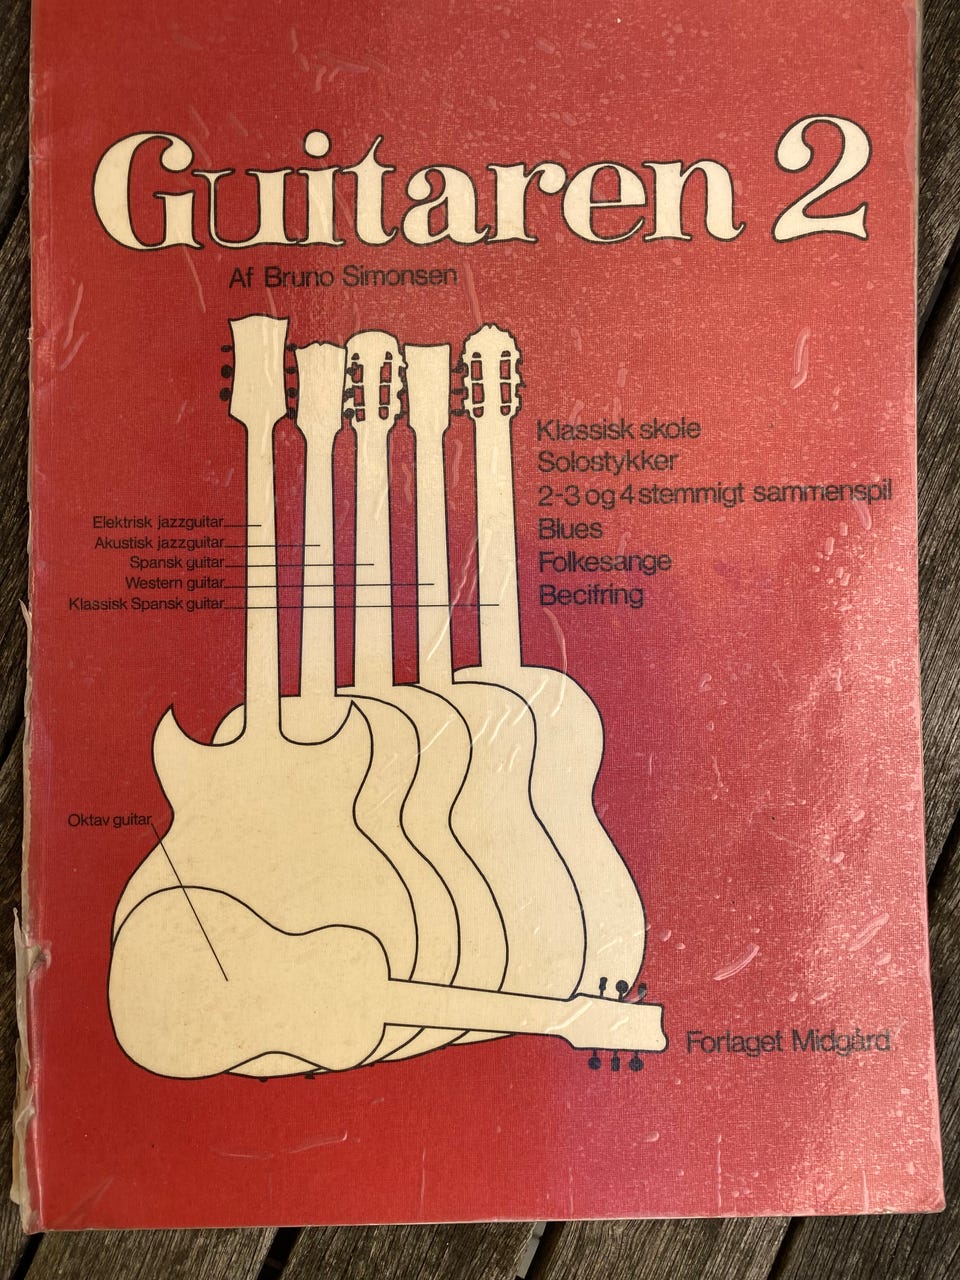 Guitaren 2
Af Bruno Simonsen
Klassisk skole
Solostykker
2-3 og 4 stemmigt sammenspil
Blues
Folkesange
Becifring
Elektrisk jazzguitar
Akustisk jazzguitar
Spansk guitar
Western guitar
Klassisk Spansk guitar
Oktav guitar
Forlaget Midgård